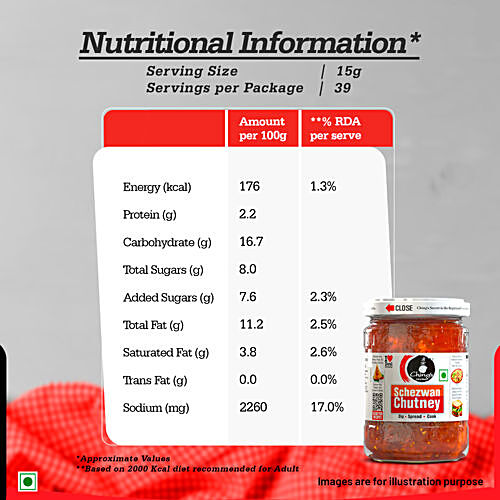 Nutritional Information*
Serving Size | 15g
Servings per Package | 39
Amount per 100g **% RDA per serve
Energy (kcal) 176 1.3%
Protein (g) 2.2
Carbohydrate (g) 16.7
Total Sugars (g) 8.0
Added Sugars (g) 7.6 2.3%
Total Fat (g) 11.2 2.5%
Saturated Fat (g) 3.8 2.6%
Trans Fat (g) 0.0 0.0%
Sodium (mg) 2260 17.0%
CLOSE
Ching's
Schezwan
Chutney
Dip - Spread - Cook
*Approximate Values
**Based on 2000 Kcal diet recommended for Adult
Images are for illustration purpose